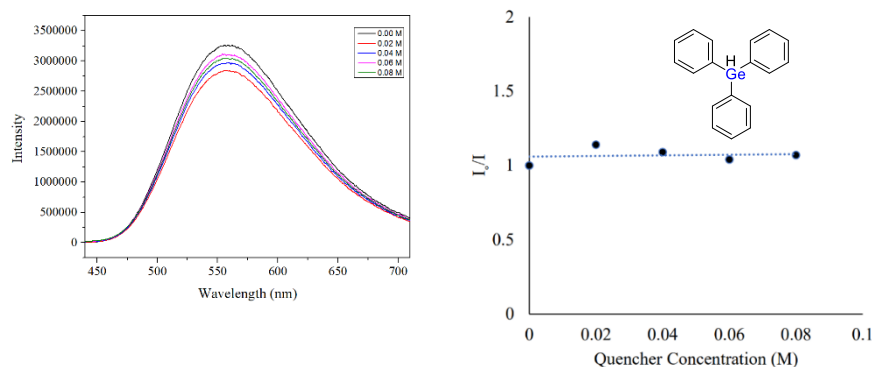 3500000
3000000
2500000
2000000
1500000
1000000
500000
0
Intensity
0.00 M
0.02 M
0.04 M
0.06 M
0.08 M
450
500
550
600
650
700
Wavelength (nm)
2
1.5
1
0.5
0
I₀/I
H
Ge
0
0.02
0.04
0.06
0.08
0.1
Quencher Concentration (M)